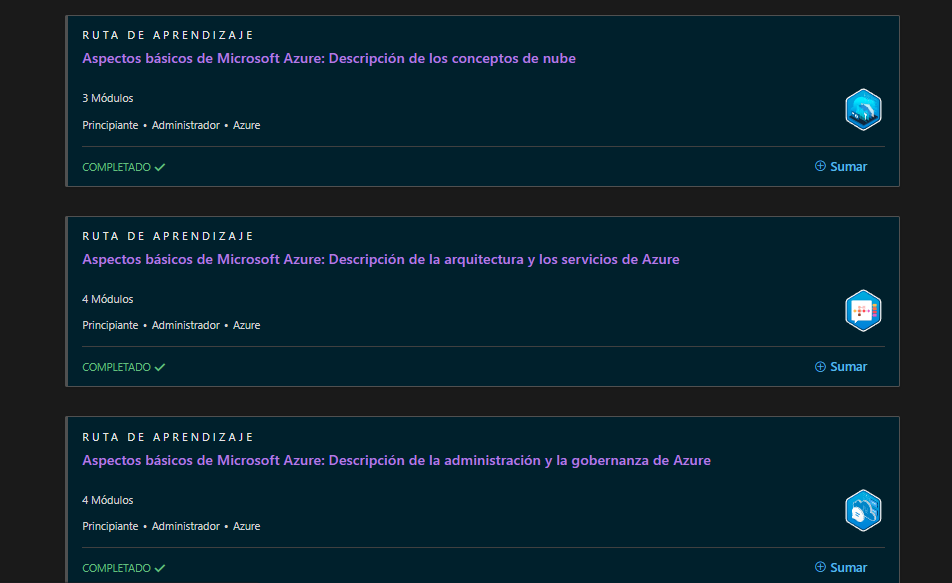 RUTA DE APRENDIZAJE
Aspectos básicos de Microsoft Azure: Descripción de los conceptos de nube
3 Módulos
Principiante • Administrador • Azure
COMPLETADO ✓
Sumar
RUTA DE APRENDIZAJE
Aspectos básicos de Microsoft Azure: Descripción de la arquitectura y los servicios de Azure
4 Módulos
Principiante • Administrador • Azure
COMPLETADO ✓
Sumar
RUTA DE APRENDIZAJE
Aspectos básicos de Microsoft Azure: Descripción de la administración y la gobernanza de Azure
4 Módulos
Principiante • Administrador • Azure
COMPLETADO ✓
Sumar